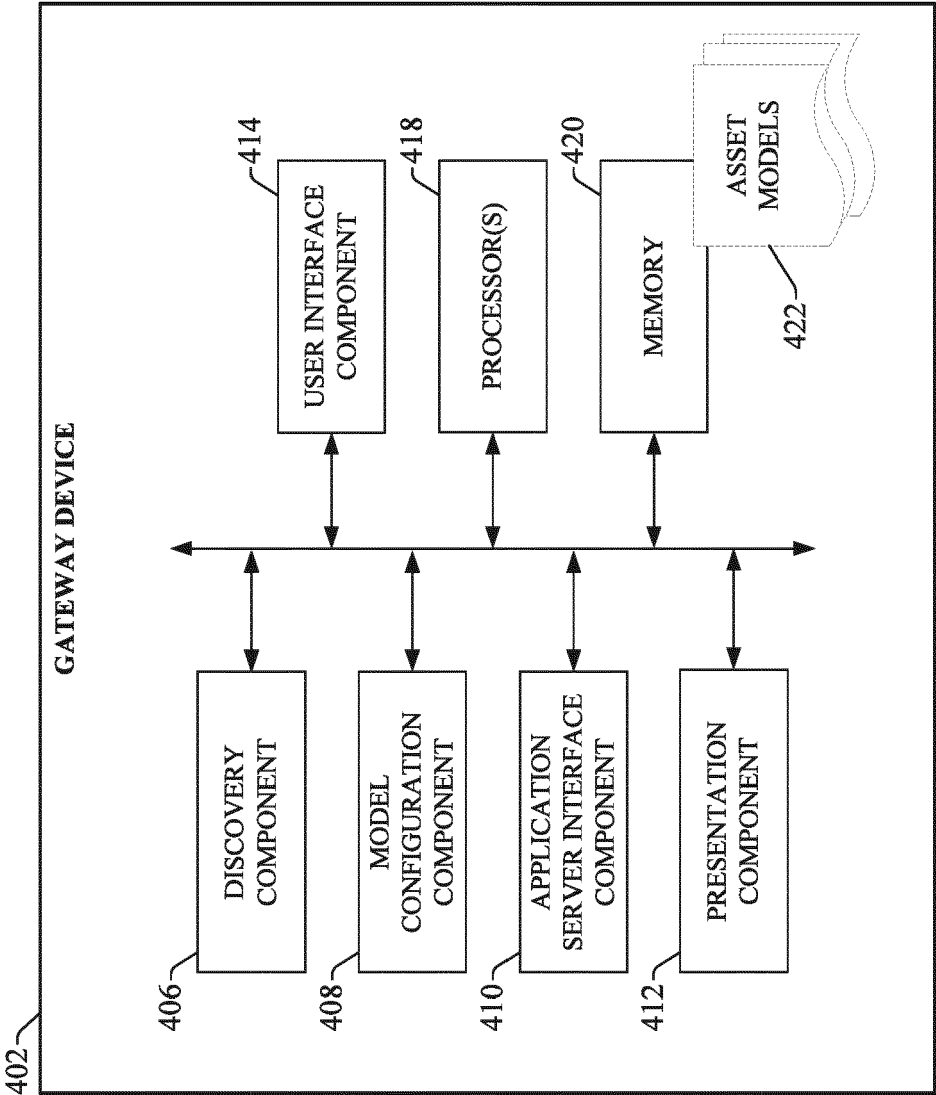 402
GATEWAY DEVICE
406
DISCOVERY
COMPONENT
408
MODEL
CONFIGURATION
COMPONENT
410
APPLICATION
SERVER INTERFACE
COMPONENT
412
PRESENTATION
COMPONENT
414
USER INTERFACE
COMPONENT
418
PROCESSOR(S)
420
MEMORY
422
ASSET
MODELS